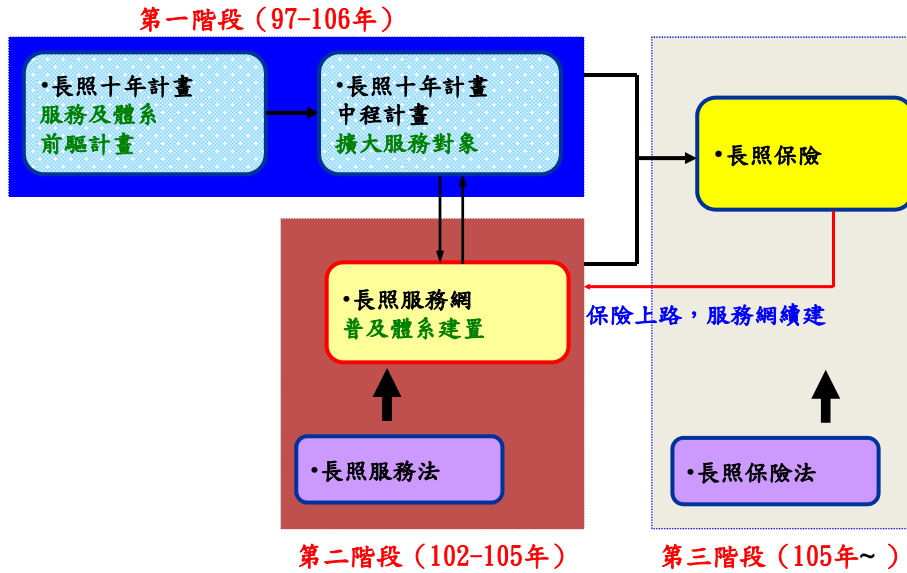 第一階段（97-106年）
•長照十年計畫
服務及體系
前驅計畫
•長照十年計畫
中程計畫
擴大服務對象
•長照保險
•長照服務網
普及體系建置
保險上路，服務網續建
•長照服務法
•長照保險法
第二階段（102-105年）
第三階段（105年~ ）